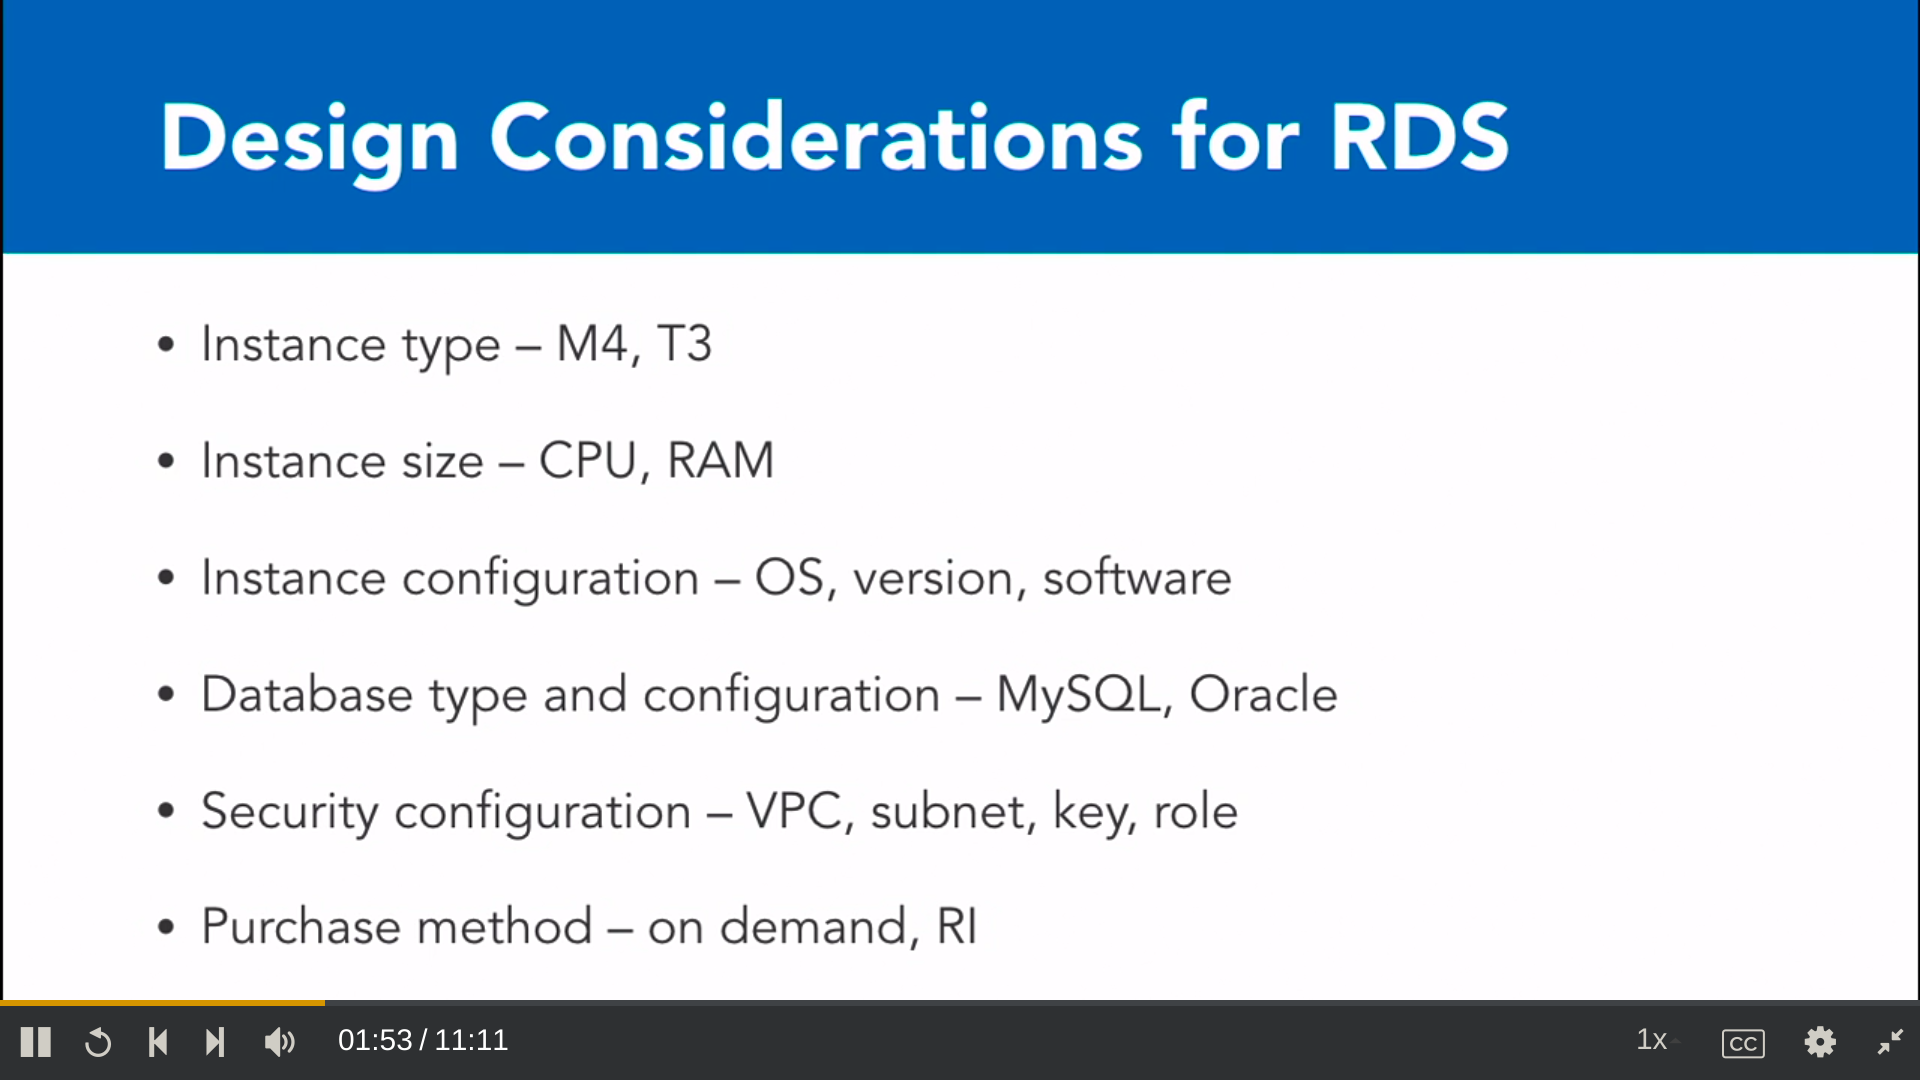 Design Considerations for RDS
• Instance type – M4, T3
• Instance size – CPU, RAM
• Instance configuration – OS, version, software
• Database type and configuration – MySQL, Oracle
• Security configuration – VPC, subnet, key, role
• Purchase method – on demand, RI
01:53 / 11:11
1x
CC